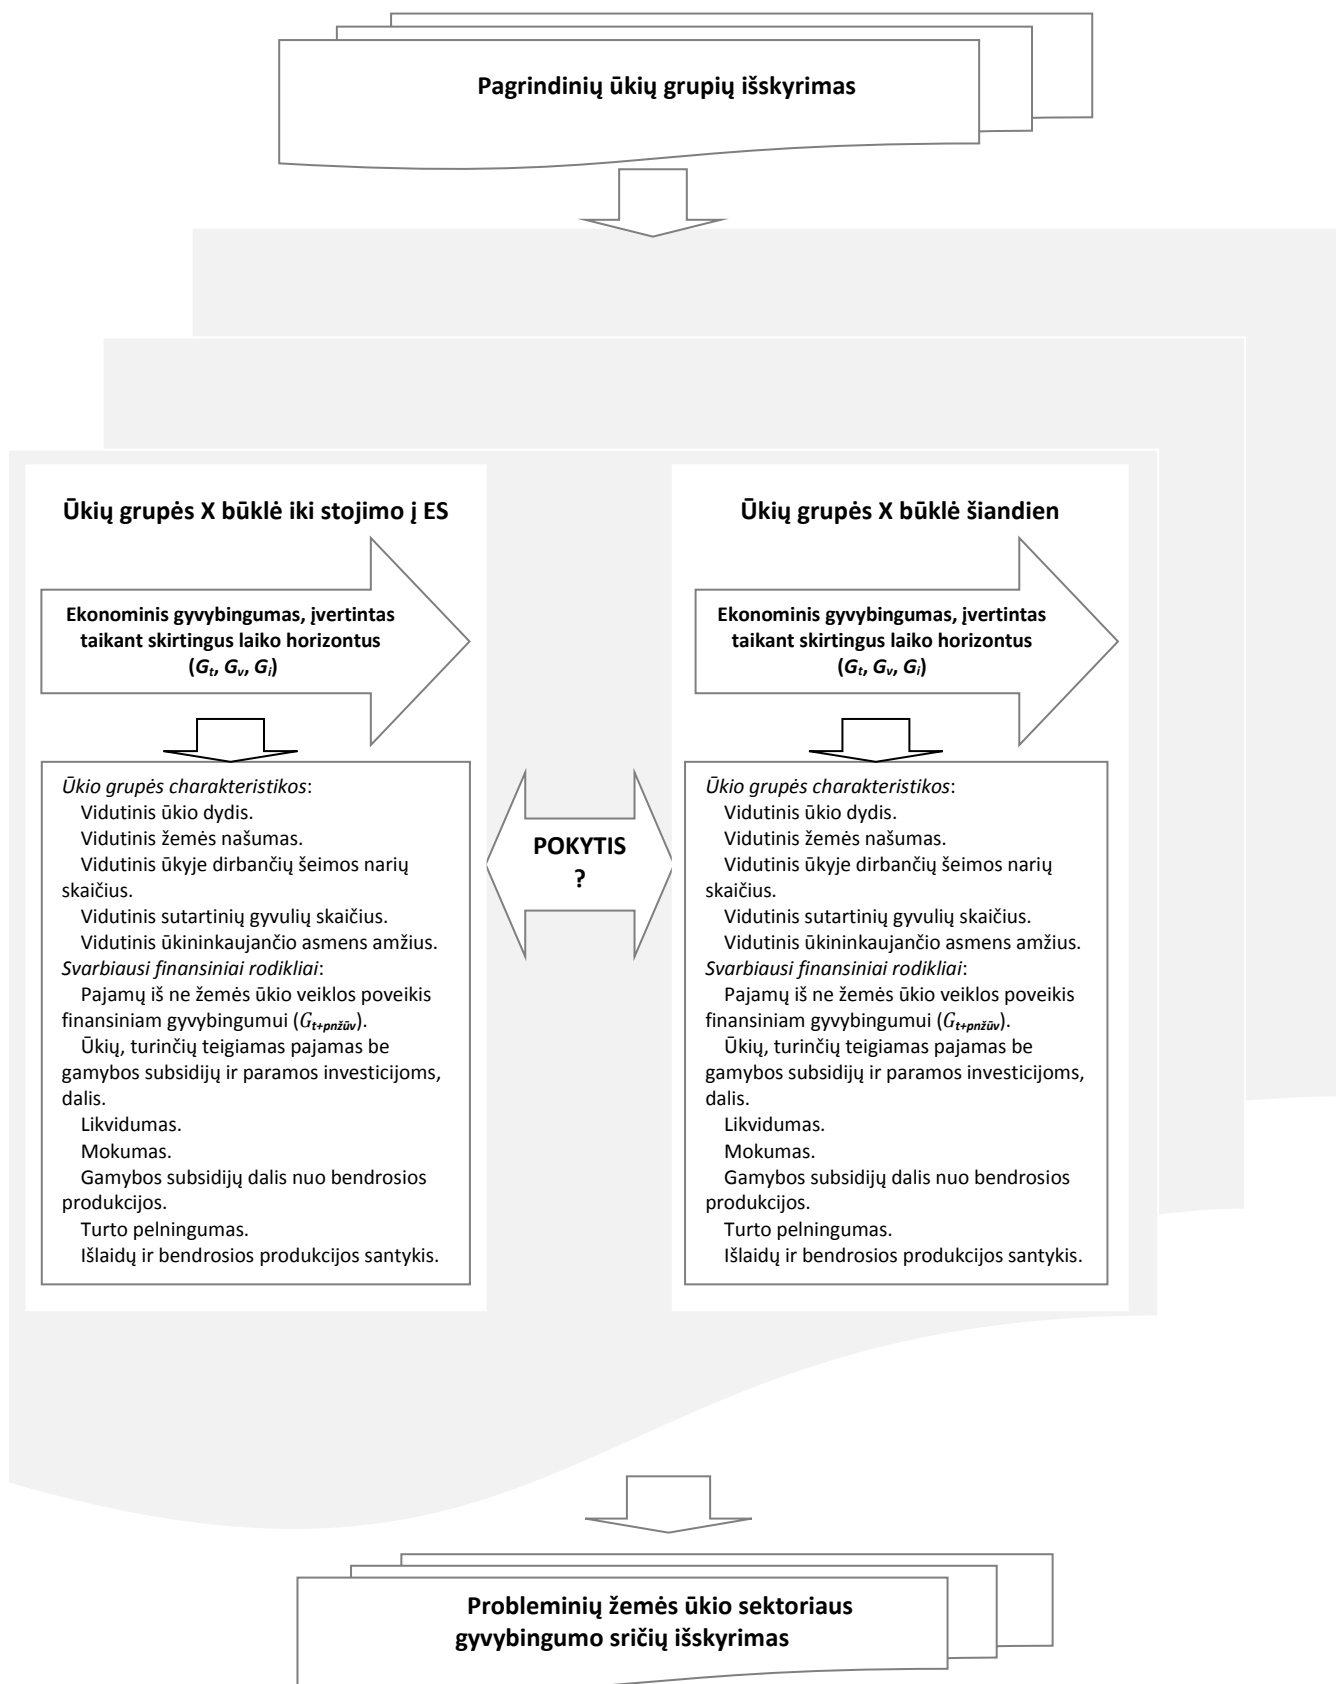 Pagrindinių ūkių grupių išskyrimas
Ūkių grupės X būklė iki stojimo į ES
Ekonominis gyvybingumas, įvertintas
taikant skirtingus laiko horizontus
(Gt, Gv, Gi)
Ūkio grupės charakteristikos:
Vidutinis ūkio dydis.
Vidutinis žemės našumas.
Vidutinis ūkyje dirbančių šeimos narių
skaičius.
Vidutinis sutartinių gyvulių skaičius.
Vidutinis ūkininkaujančio asmens amžius.
Svarbiausi finansiniai rodikliai:
Pajamų iš ne žemės ūkio veiklos poveikis
finansiniam gyvybingumui (Gt+pnžūv).
Ūkių, turinčių teigiamas pajamas be
gamybos subsidijų ir paramos investicijoms,
dalis.
Likvidumas.
Mokumas.
Gamybos subsidijų dalis nuo bendrosios
produkcijos.
Turto pelningumas.
Išlaidų ir bendrosios produkcijos santykis.
POKYTIS
?
Ūkių grupės X būklė šiandien
Ekonominis gyvybingumas, įvertintas
taikant skirtingus laiko horizontus
(Gt, Gv, Gi)
Ūkio grupės charakteristikos:
Vidutinis ūkio dydis.
Vidutinis žemės našumas.
Vidutinis ūkyje dirbančių šeimos narių
skaičius.
Vidutinis sutartinių gyvulių skaičius.
Vidutinis ūkininkaujančio asmens amžius.
Svarbiausi finansiniai rodikliai:
Pajamų iš ne žemės ūkio veiklos poveikis
finansiniam gyvybingumui (Gt+pnžūv).
Ūkių, turinčių teigiamas pajamas be
gamybos subsidijų ir paramos investicijoms,
dalis.
Likvidumas.
Mokumas.
Gamybos subsidijų dalis nuo bendrosios
produkcijos.
Turto pelningumas.
Išlaidų ir bendrosios produkcijos santykis.
Probleminių žemės ūkio sektoriaus
gyvybingumo sričių išskyrimas